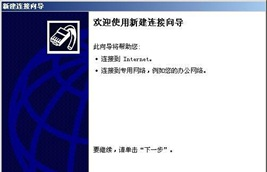 新建连接向导
欢迎使用新建连接向导
此向导将帮助您:
• 连接到 Internet。
• 连接到专用网络，例如您的办公网络。
要继续，请单击“下一步”。